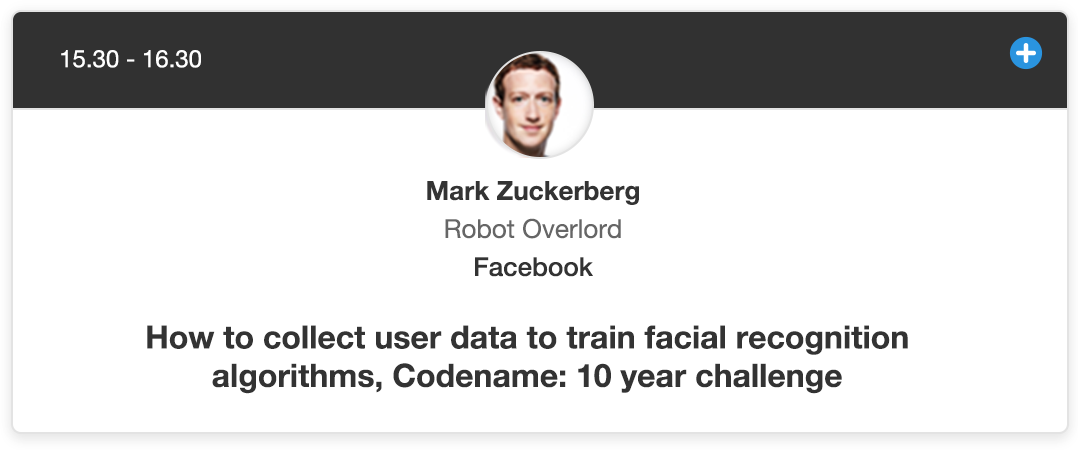 15.30 - 16.30
Mark Zuckerberg
Robot Overlord
Facebook
How to collect user data to train facial recognition
algorithms, Codename: 10 year challenge